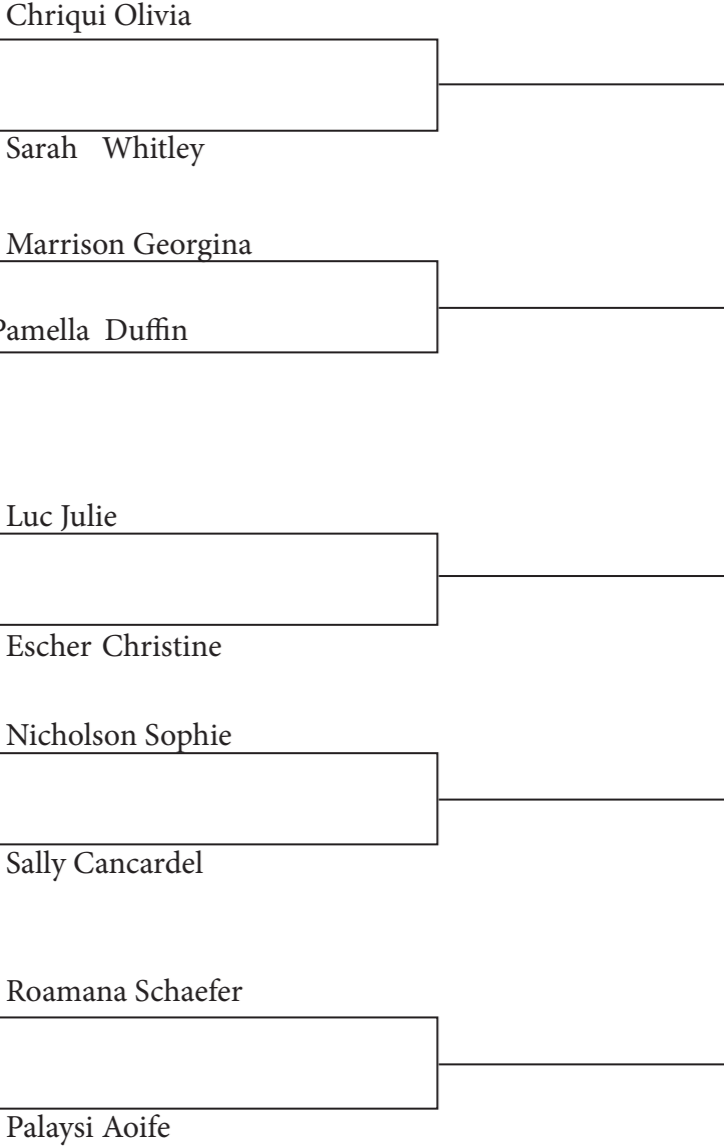 Chriqui Olivia
Sarah Whitley
Marrison Georgina
Pamella Duffin
Luc Julie
Escher Christine
Nicholson Sophie
Sally Cancardel
Roamana Schaefer
Palaysi Aoife